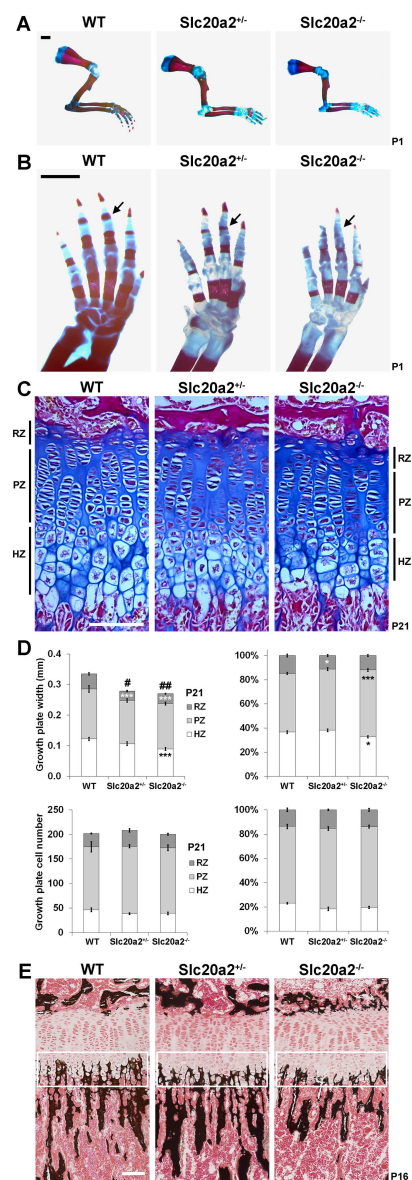 A WT Slc20a2+/- Slc20a2-/-
P1
B WT Slc20a2+/- Slc20a2-/-
P1
C WT Slc20a2+/- Slc20a2-/-
RZ
PZ
HZ
RZ
PZ
HZ
P21
D
Growth plate width (mm)
0.4
0.3
0.2
0.1
0.0
# ##
*** ***
***
P21
RZ
PZ
HZ
WT Slc20a2+/- Slc20a2-/-
100%
80%
60%
40%
20%
0%
* ***
*
WT Slc20a2+/- Slc20a2-/-
Growth plate cell number
250
200
150
100
50
0
P21
RZ
PZ
HZ
WT Slc20a2+/- Slc20a2-/-
100%
80%
60%
40%
20%
0%
WT Slc20a2+/- Slc20a2-/-
E WT Slc20a2+/- Slc20a2-/-
P16